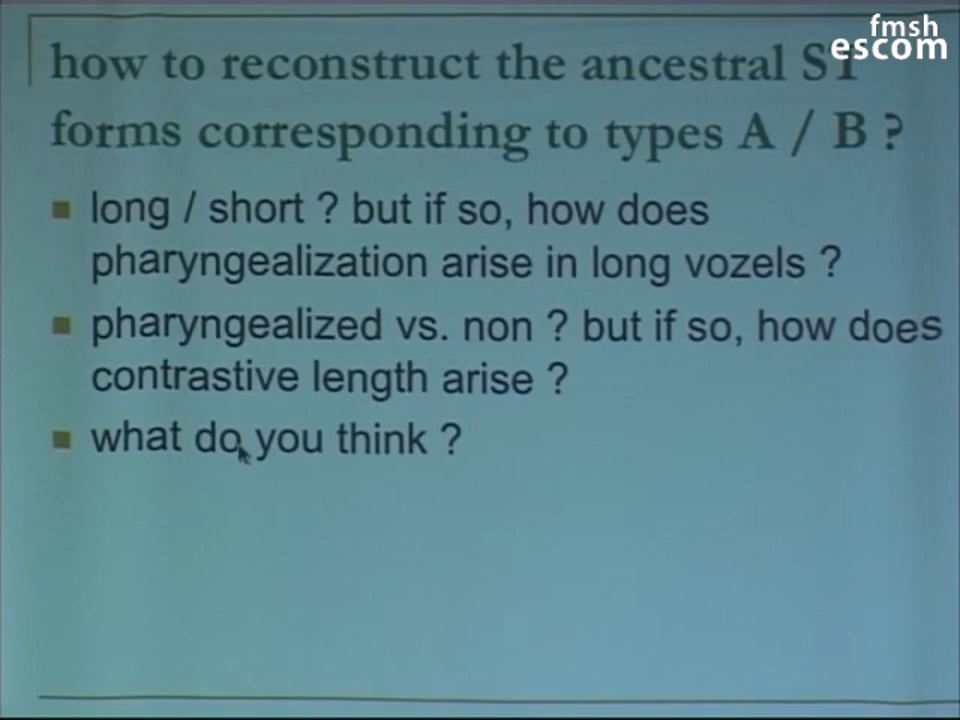 fmsh
escom
how to reconstruct the ancestral ST
forms corresponding to types A / B ?
long / short ? but if so, how does
pharyngealization arise in long vozels ?
pharyngealized vs. non ? but if so, how does
contrastive length arise ?
what do you think ?